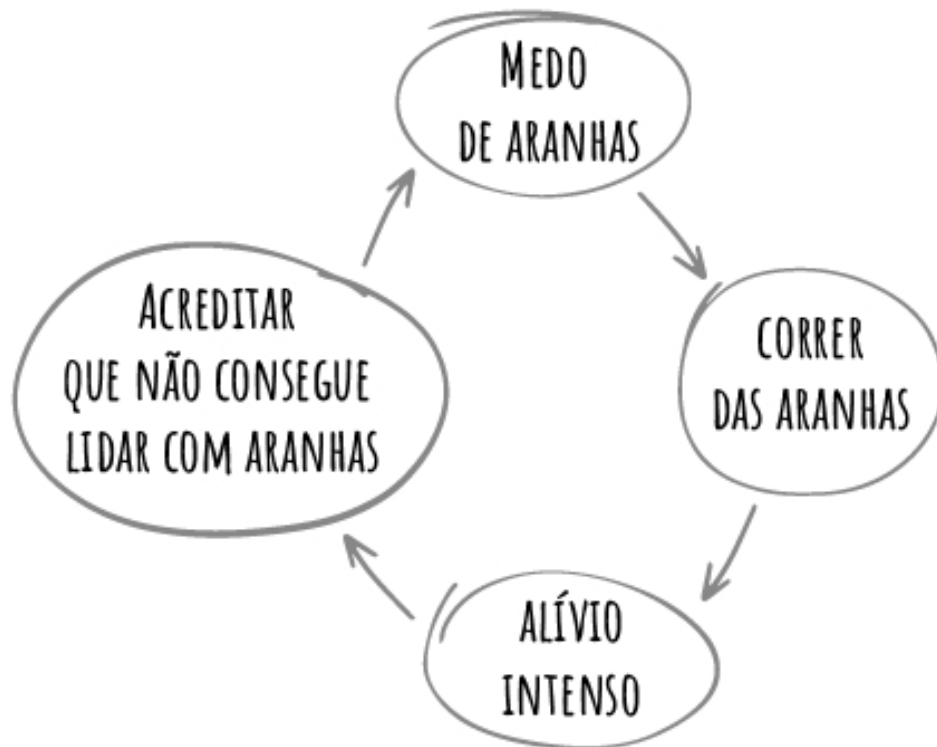 MEDO
DE ARANHAS
CORRER
DAS ARANHAS
ALÍVIO
INTENSO
ACREDITAR
QUE NÃO CONSEGUE
LIDAR COM ARANHAS